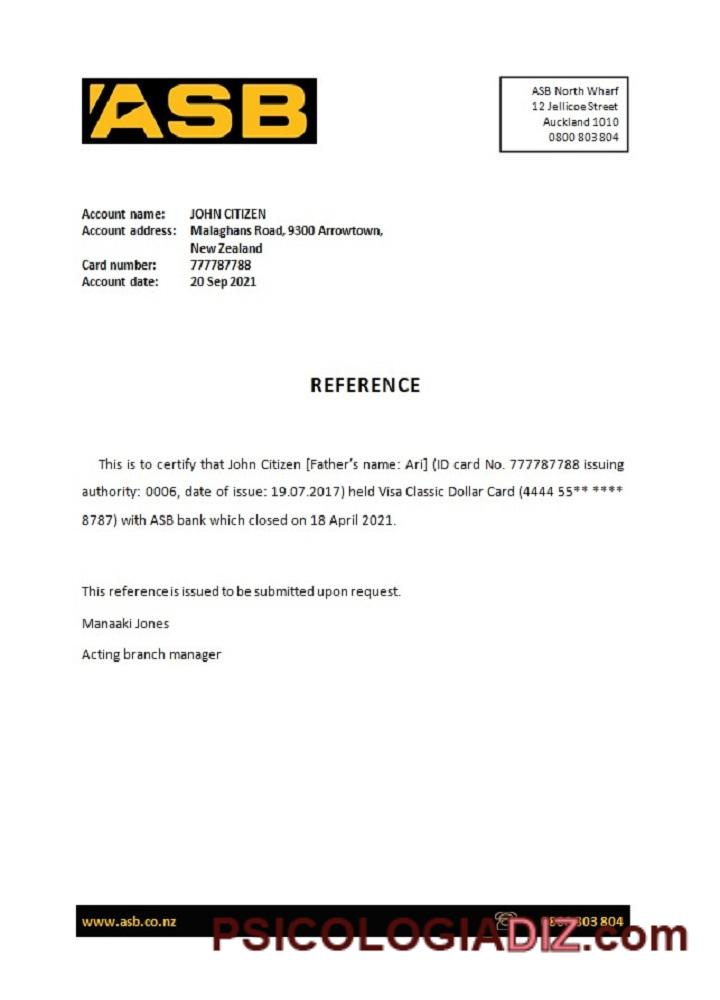 ASB
ASB North Wharf
12 Jellicoe Street
Auckland 1010
0800 803 804
Account name: JOHN CITIZEN
Account address: Malaghans Road, 9300 Arrowtown,
New Zealand
Card number: 777787788
Account date: 20 Sep 2021
REFERENCE
This is to certify that John Citizen [Father's name: Ari] (ID card No. 777787788 issuing
authority: 0006, date of issue: 19.07.2017) held Visa Classic Dollar Card (4444 55** ****
8787) with ASB bank which closed on 18 April 2021.
This reference is issued to be submitted upon request.
Manaaki Jones
Acting branch manager
www.asb.co.nz 0800 803 804
PSICOLOGIADIZ.com